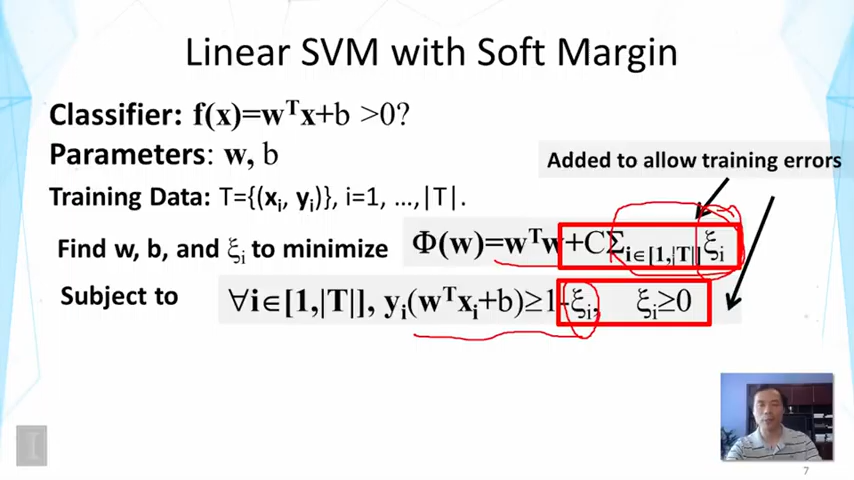 Linear SVM with Soft Margin
Classifier: f(x)=wᵀx+b >0?
Parameters: w, b
Added to allow training errors
Training Data: T={(xᵢ, yᵢ)}, i=1, …,|T|.
Find w, b, and ξᵢ to minimize Φ(w)=wᵀw+CΣᵢ∈[1,|T|]ξᵢ
Subject to ∀i∈[1,|T|], yᵢ(wᵀxᵢ+b)≥1-ξᵢ, ξᵢ≥0
I
7